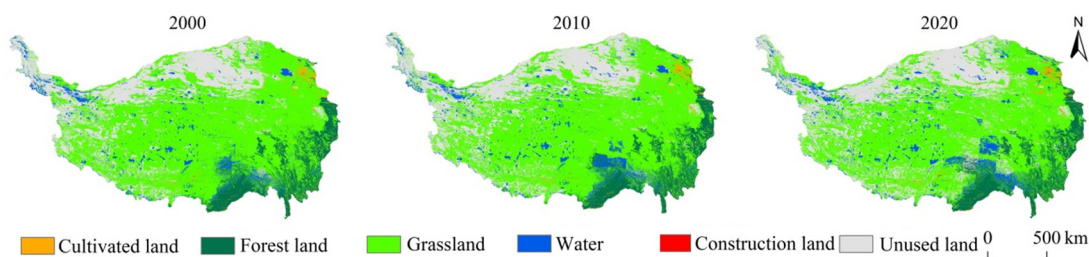 2000 2010 2020 N
Cultivated land Forest land Grassland Water Construction land Unused land 0 500 km